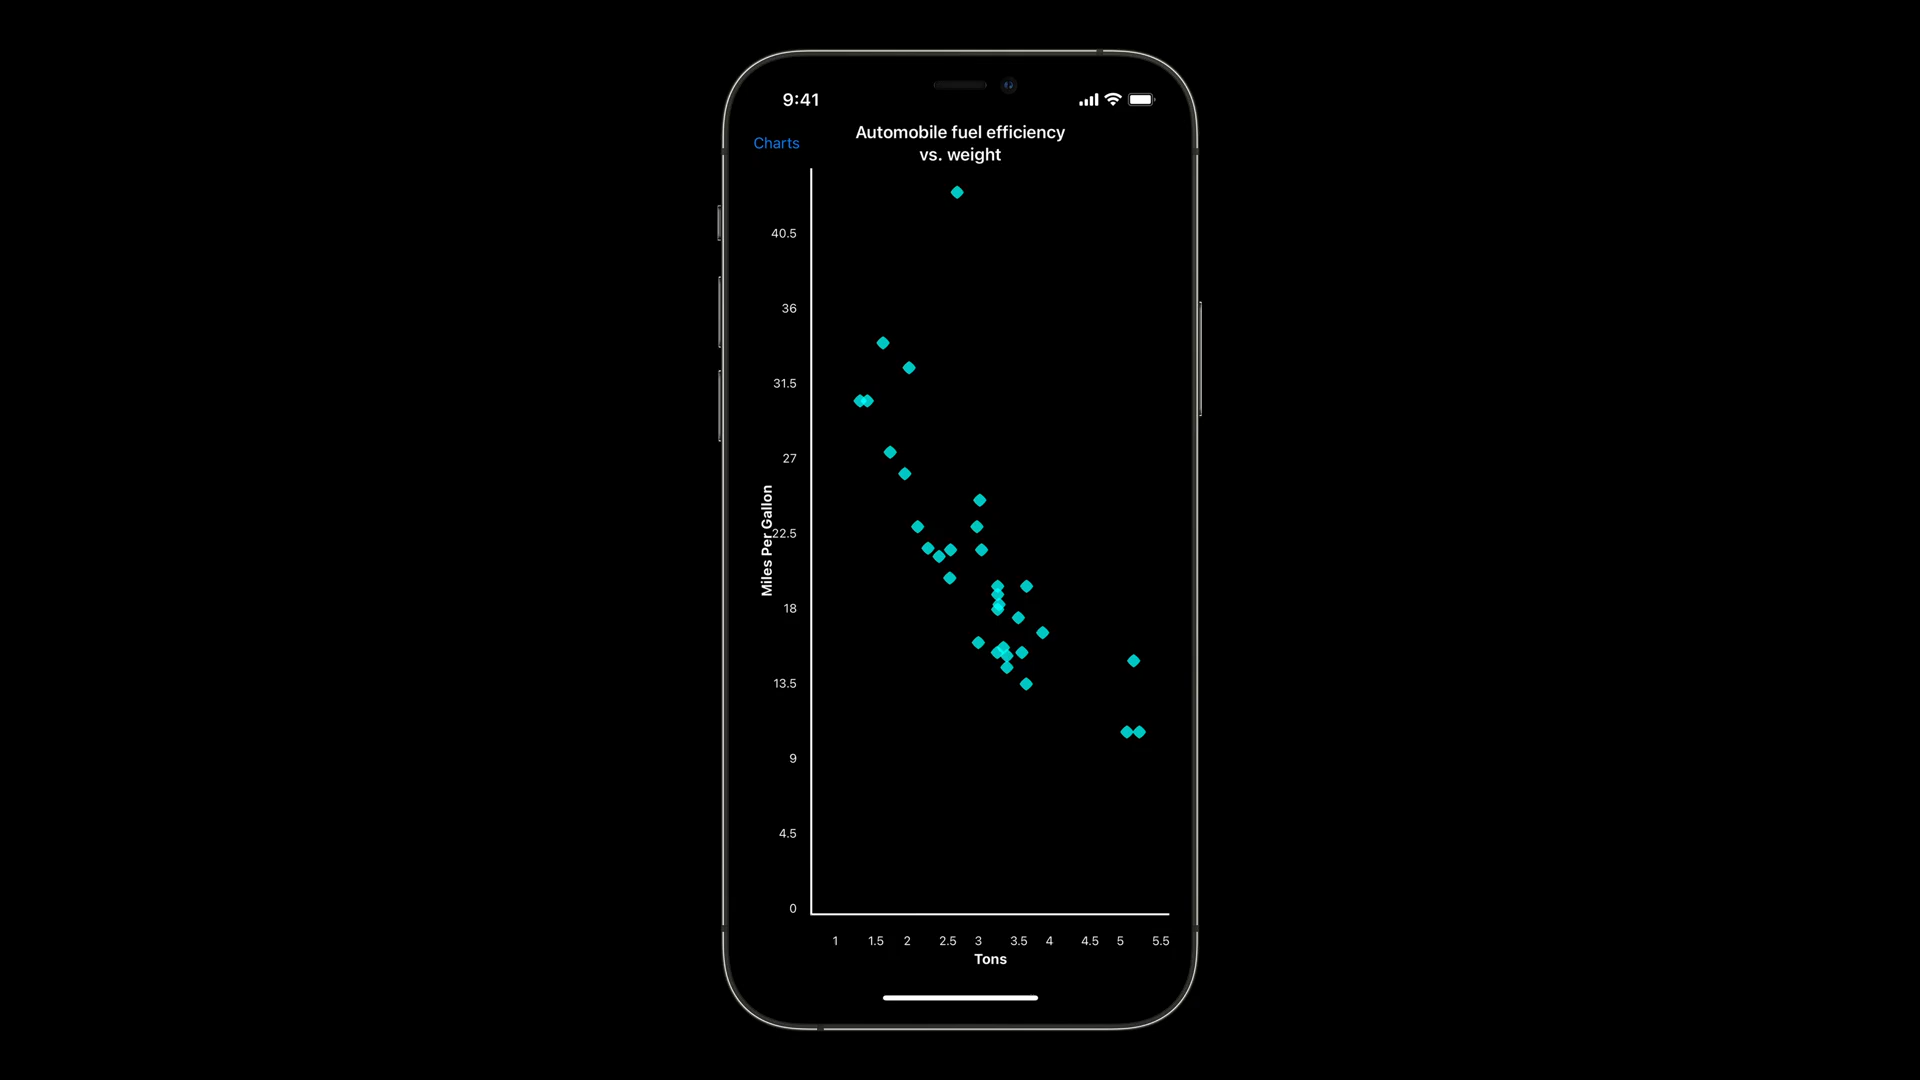 9:41
Charts
Automobile fuel efficiency
vs. weight
40.5
36
31.5
27
22.5
18
13.5
9
4.5
0
Miles Per Gallon
1 1.5 2 2.5 3 3.5 4 4.5 5 5.5
Tons